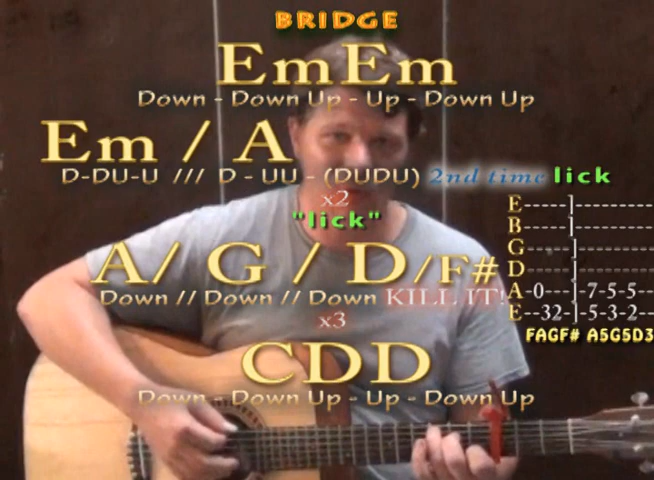 BRIDGE
EmEm
Down - Down Up - Up - Down Up
Em / A
D-DU-U /// D - UU - (DUDU) 2nd time lick
x2
"lick"
A/ G / D/F#
Down // Down // Down KILL IT!
x3
CDD
Down - Down Up - Up - Down Up
E-----]--------
B-----]--------
G-----]--------
D-----]--------
A -0---]-7-5-5--
E--32-]-5-3-2--
FAGF# A5G5D3